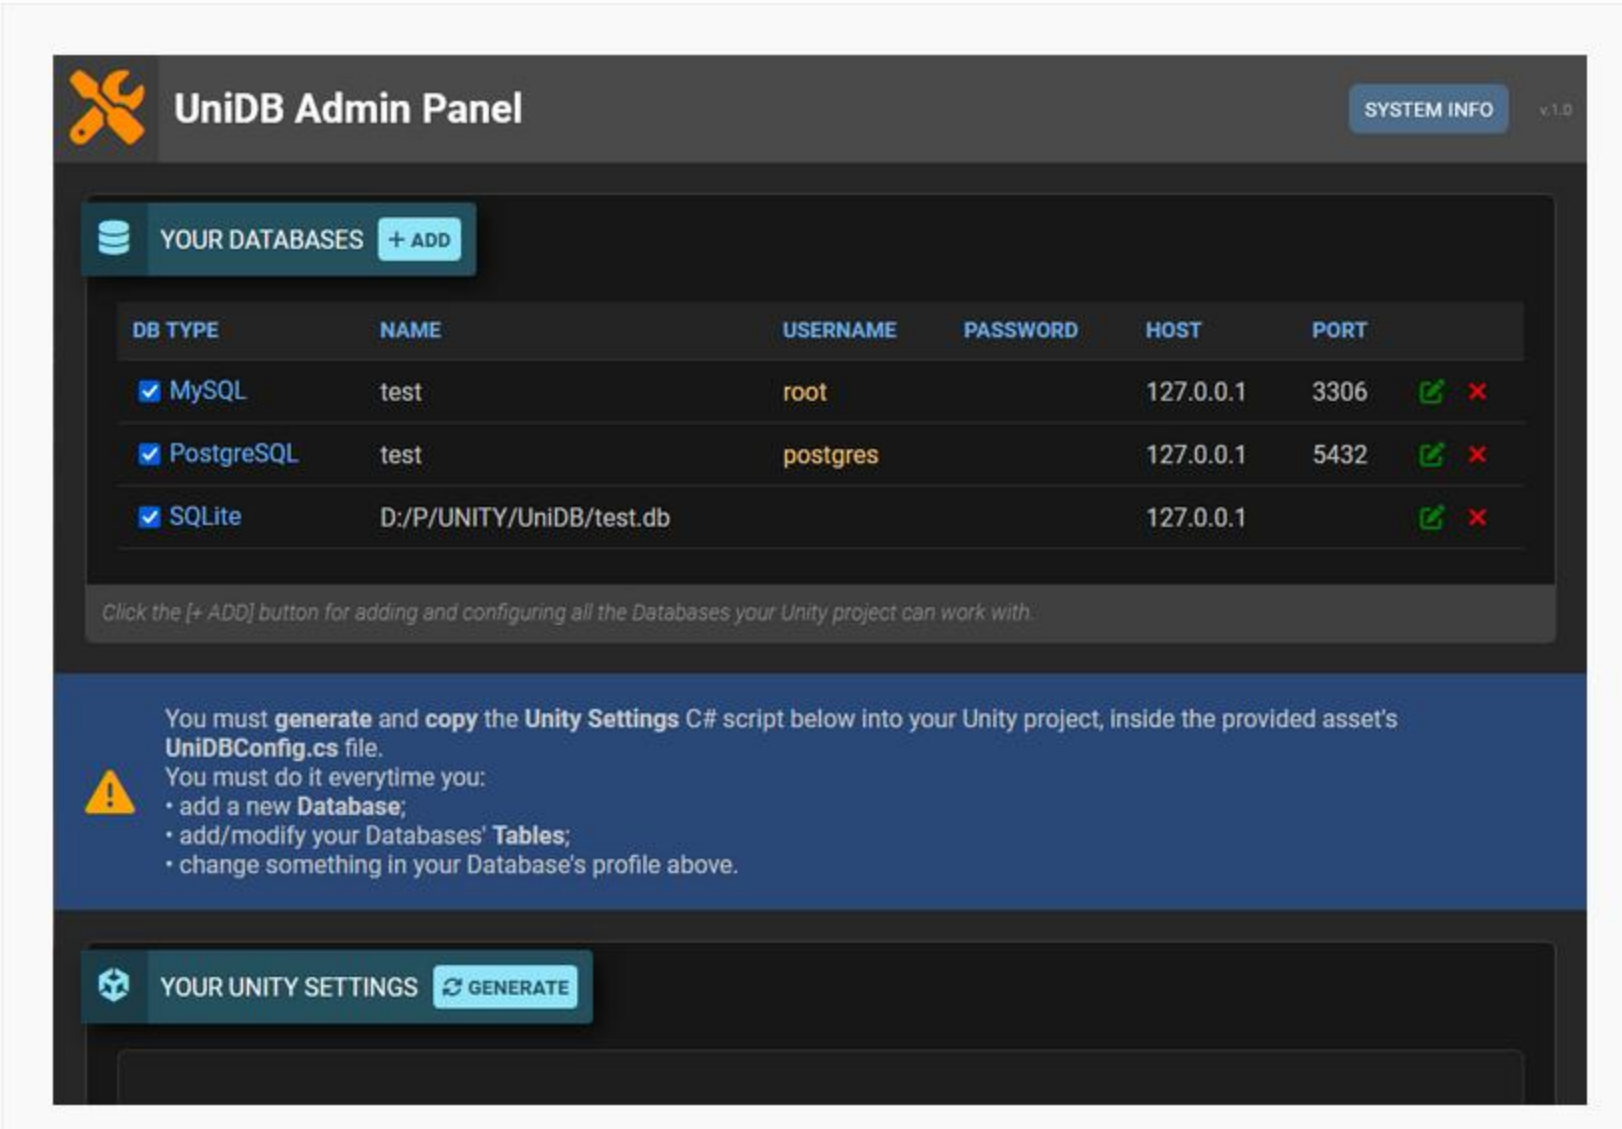 UniDB Admin Panel
SYSTEM INFO
v.1.0
YOUR DATABASES
+ ADD
DB TYPE NAME USERNAME PASSWORD HOST PORT
MySQL test root 127.0.0.1 3306
PostgreSQL test postgres 127.0.0.1 5432
SQLite D:/P/UNITY/UniDB/test.db 127.0.0.1
Click the [+ ADD] button for adding and configuring all the Databases your Unity project can work with.
You must generate and copy the Unity Settings C# script below into your Unity project, inside the provided asset's
UniDBConfig.cs file.
You must do it everytime you:
• add a new Database;
• add/modify your Databases' Tables;
• change something in your Database's profile above.
YOUR UNITY SETTINGS
GENERATE